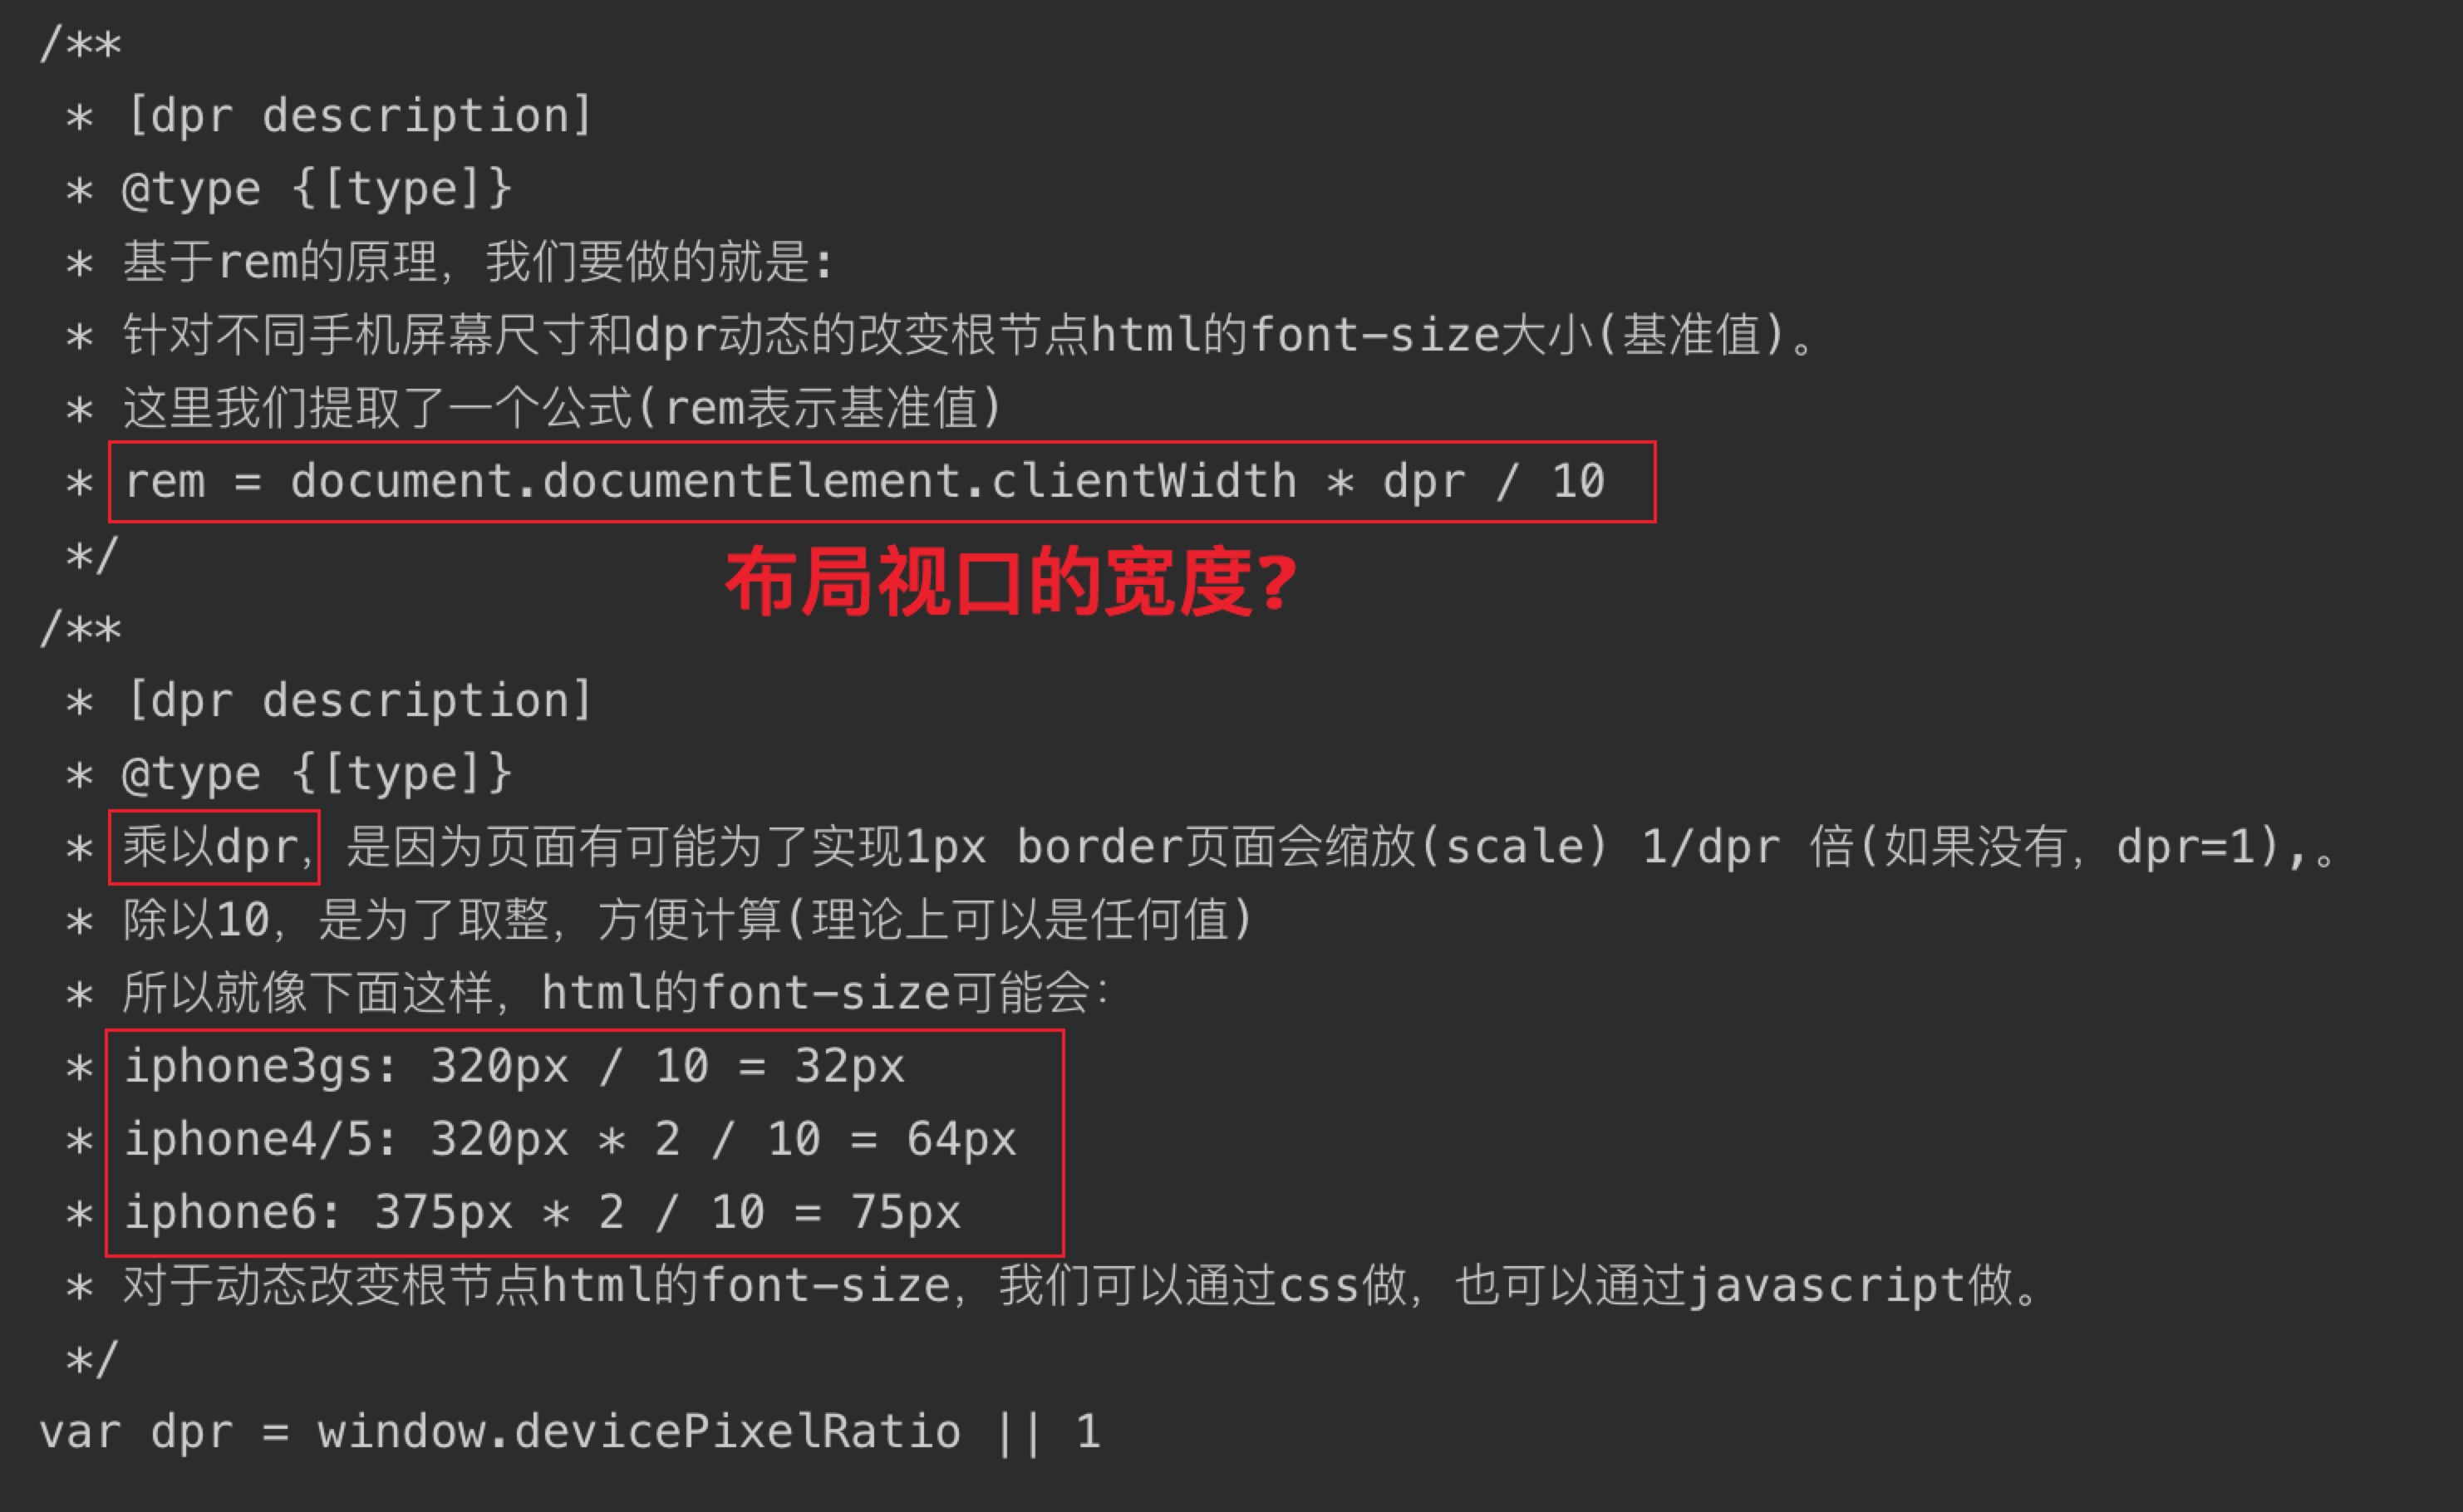 /**
 * [dpr description]
 * @type {[type]}
 * 基于rem的原理，我们要做的就是:
 * 针对不同手机屏幕尺寸和dpr动态的改变根节点html的font-size大小(基准值)。
 * 这里我们提取了一个公式(rem表示基准值)
 * rem = document.documentElement.clientWidth * dpr / 10
 */
布局视口的宽度?
/**
 * [dpr description]
 * @type {[type]}
 * 乘以dpr，是因为页面有可能为了实现1px border页面会缩放(scale) 1/dpr 倍(如果没有，dpr=1),。
 * 除以10，是为了取整，方便计算(理论上可以是任何值)
 * 所以就像下面这样，html的font-size可能会：
 * iphone3gs: 320px / 10 = 32px
 * iphone4/5: 320px * 2 / 10 = 64px
 * iphone6: 375px * 2 / 10 = 75px
 * 对于动态改变根节点html的font-size，我们可以通过css做，也可以通过javascript做。
 */
var dpr = window.devicePixelRatio || 1